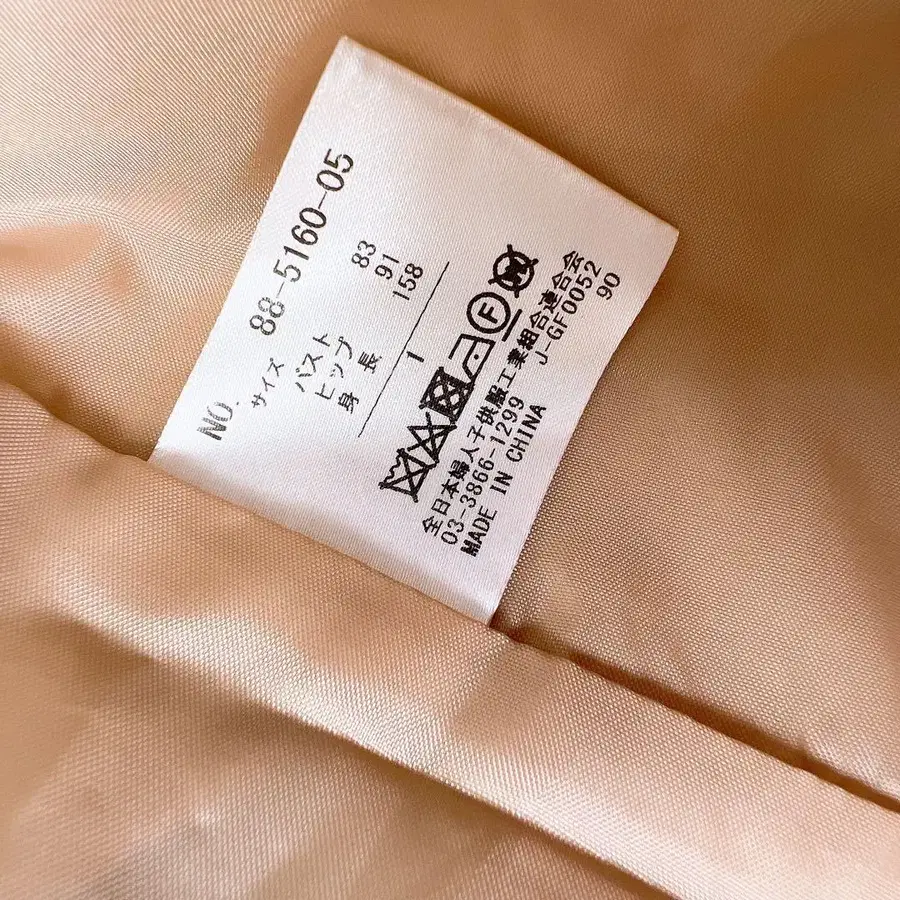 NO. 88-5160-05
サイズ
バスト 83
ヒップ 91
身長 158
1
F
全日本婦人子供服工業組合連合会
03-3866-1299 J-GF0052
MADE IN CHINA 90